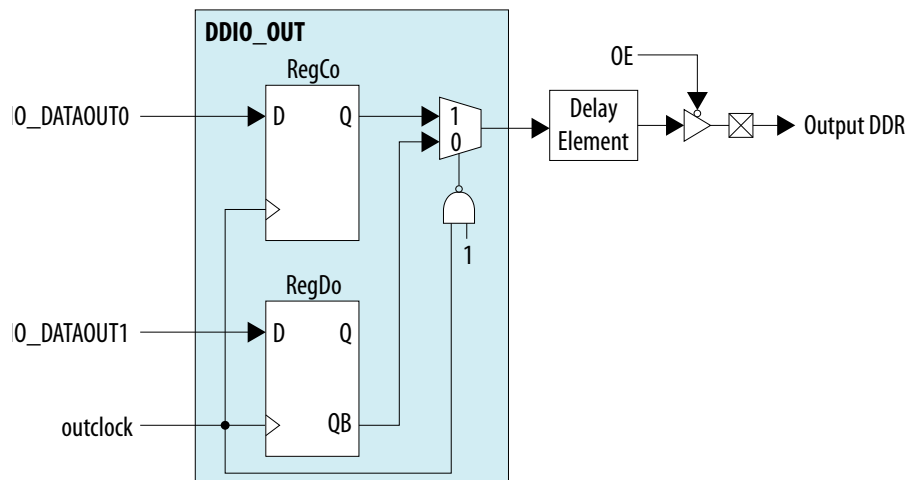 DDIO_OUT
RegCo
IO_DATAOUT0
D
Q
1
0
Delay
Element
OE
Output DDR
1
RegDo
IO_DATAOUT1
D
Q
QB
outclock